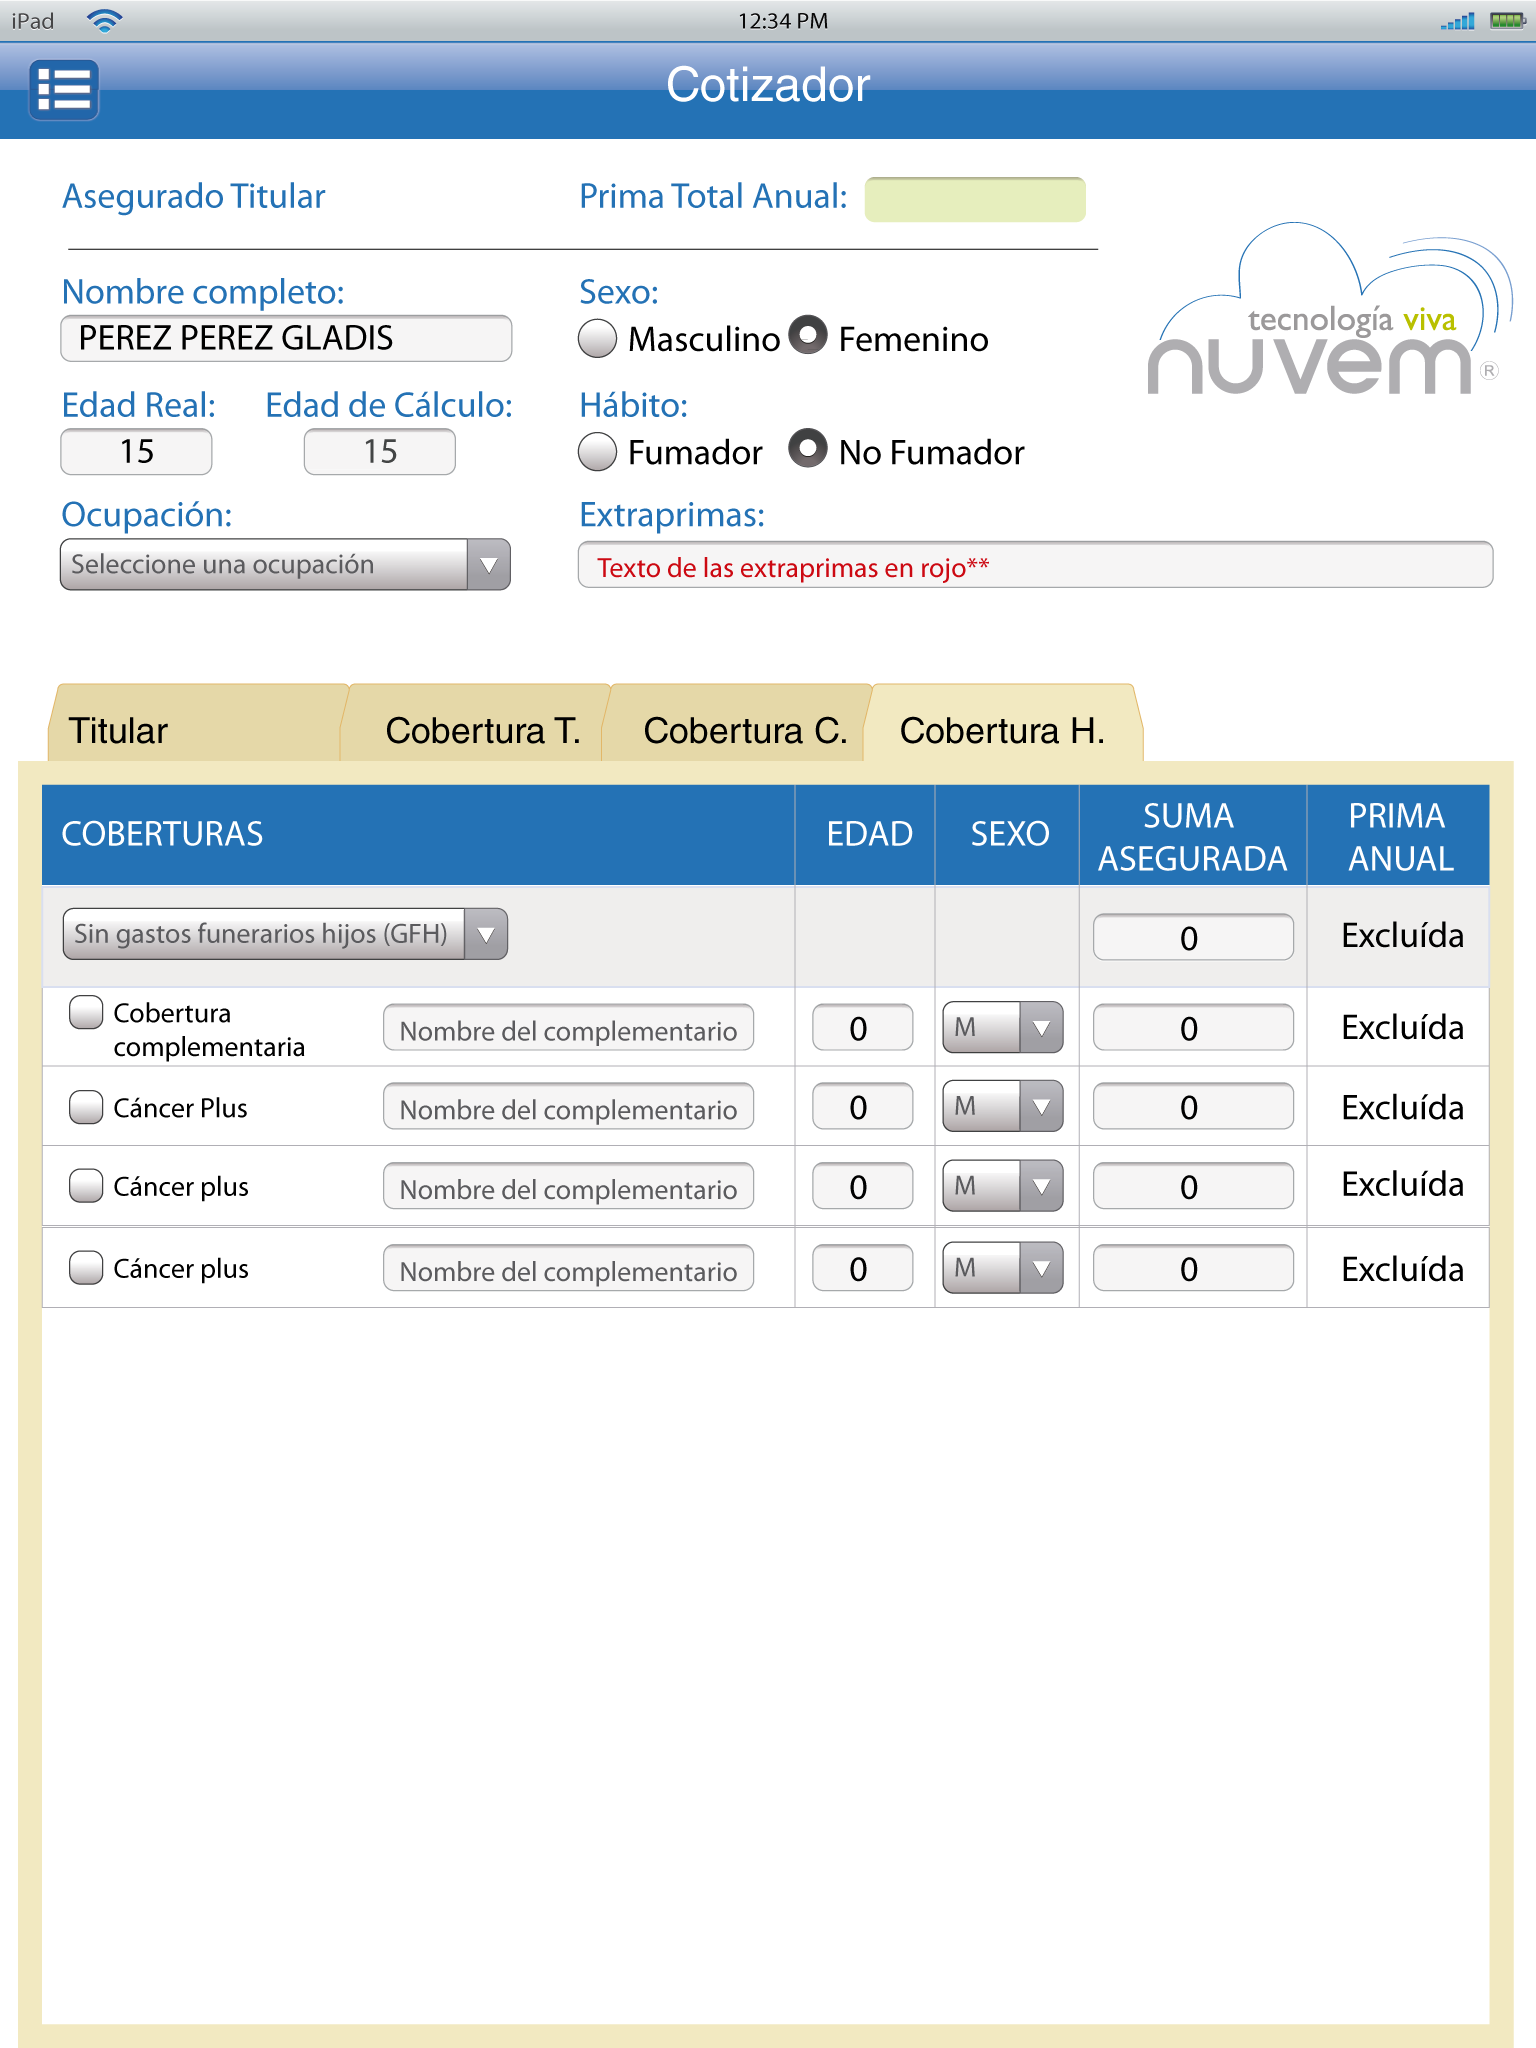 iPad
12:34 PM
Cotizador
Asegurado Titular
Prima Total Anual:
Nombre completo:
PEREZ PEREZ GLADIS
Sexo:
Masculino
Femenino
tecnología viva
nuvem®
Edad Real:
15
Edad de Cálculo:
15
Hábito:
Fumador
No Fumador
Ocupación:
Seleccione una ocupación
Extraprimas:
Texto de las extraprimas en rojo**
Titular
Cobertura T.
Cobertura C.
Cobertura H.
COBERTURAS
EDAD
SEXO
SUMA
ASEGURADA
PRIMA
ANUAL
Sin gastos funerarios hijos (GFH)
0
Excluída
Cobertura
complementaria
Nombre del complementario
0
M
0
Excluída
Cáncer Plus
Nombre del complementario
0
M
0
Excluída
Cáncer plus
Nombre del complementario
0
M
0
Excluída
Cáncer plus
Nombre del complementario
0
M
0
Excluída